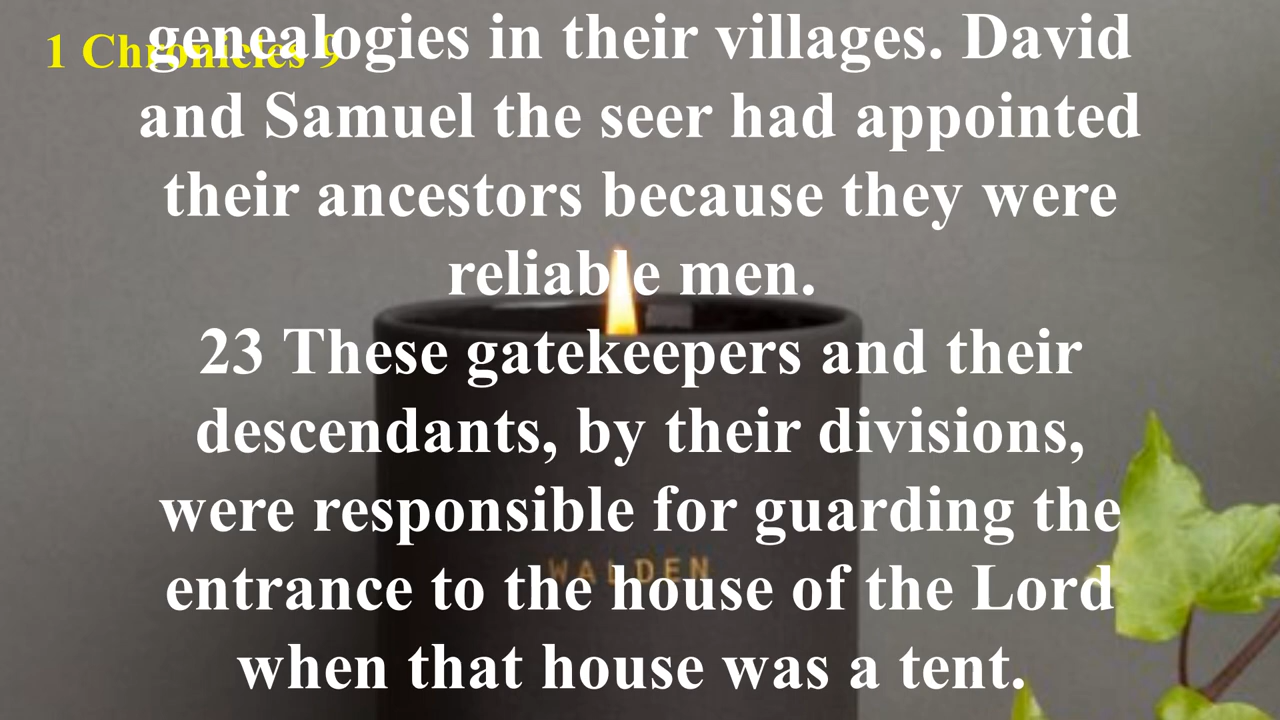 1 Chronicles 9
genealogies in their villages. David
and Samuel the seer had appointed
their ancestors because they were
reliable men.
23 These gatekeepers and their
descendants, by their divisions,
were responsible for guarding the
WALDEN
entrance to the house of the Lord
when that house was a tent.